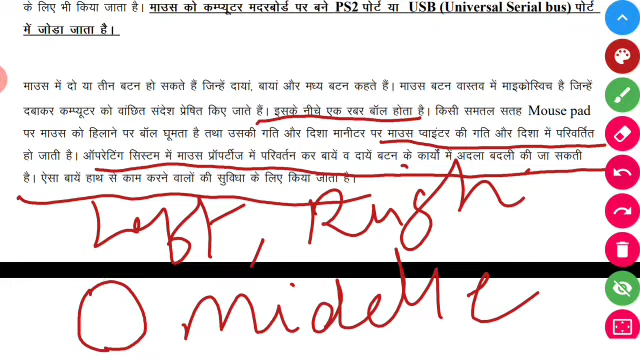 के लिए भी किया जाता है। माउस को कम्प्यूटर मदरबोर्ड पर बने PS2 पोर्ट या USB (Universal Serial bus) पोर्ट
में जोडा जाता है।
माउस में दो या तीन बटन हो सकते हैं जिन्हें दायां, बायां और मध्य बटन कहते हैं। माउस बटन वास्तव में माइक्रोस्विच है जिन्हें
दबाकर कम्प्यूटर को वांछित संदेश प्रेषित किए जाते हैं। इसके नीचे एक रबर बॉल होता है। किसी समतल सतह Mouse pad
पर माउस को हिलाने पर बॉल घूमता है तथा उसकी गति और दिशा मानीटर पर माउस प्वाइंटर की गति और दिशा में परिवर्तित
हो जाती है। ऑपरेटिंग सिस्टम में माउस प्रॉपर्टीज में परिवर्तन कर बायें व दायें बटन के कार्यों में अदला बदली की जा सकती
है। ऐसा बायें हाथ से काम करने वालों की सुविधा के लिए किया जाता है।
Left,